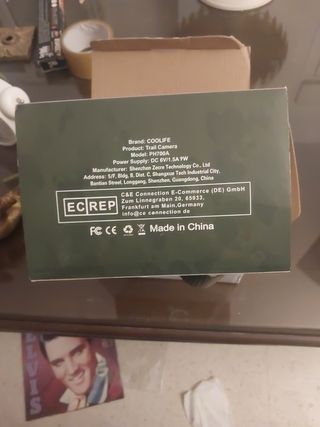 Brand: COOLIFE
Product: Trail Camera
Model: PH700A
Power Supply: DC 6V/1.5A 9W
Manufacturer: Shenzhen Zecre Technology Co., Ltd
Address: 5/F, Bldg. B, Dist. C, Shangxue Tech Industrial City,
Bantian Street, Longgang, Shenzhen, Guangdong, China
EC REP
C&E Connection E-Commerce (DE) GmbH
Zum Linnegraben 20, 65933,
Frankfurt am Main, Germany
info@ce connection.de
FC CE Made in China
ELVIS